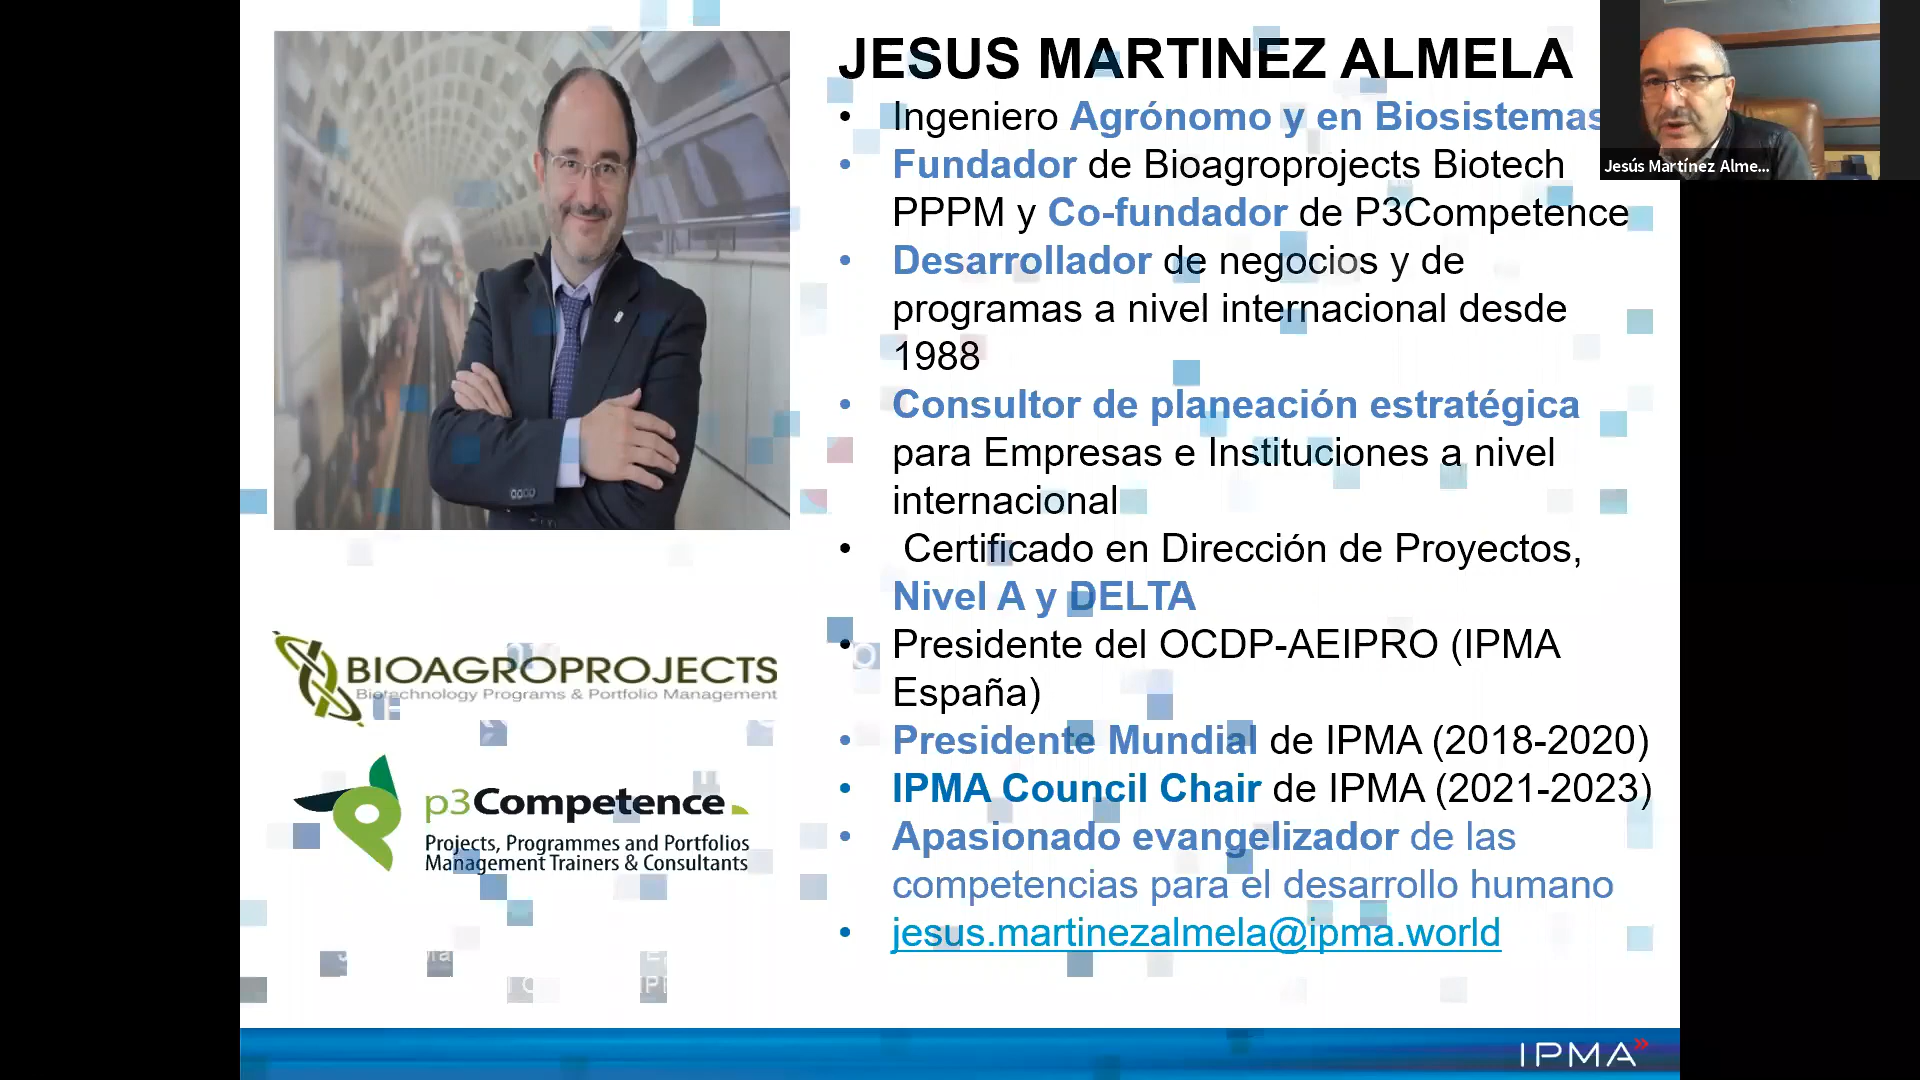 JESUS MARTINEZ ALMELA
• Ingeniero Agrónomo y en Biosistemas
• Fundador de Bioagroprojects Biotech
PPPM y Co-fundador de P3Competence
• Desarrollador de negocios y de
programas a nivel internacional desde
1988
• Consultor de planeación estratégica
para Empresas e Instituciones a nivel
internacional
• Certificado en Dirección de Proyectos,
Nivel A y DELTA
• Presidente del OCDP-AEIPRO (IPMA
España)
• Presidente Mundial de IPMA (2018-2020)
• IPMA Council Chair de IPMA (2021-2023)
• Apasionado evangelizador de las
competencias para el desarrollo humano
• jesus.martinezalmela@ipma.world
Jesús Martínez Alme...
BIOAGROPROJECTS
Biotechnology Programs & Portfolio Management
p3Competence
Projects, Programmes and Portfolios
Management Trainers & Consultants
IPMA